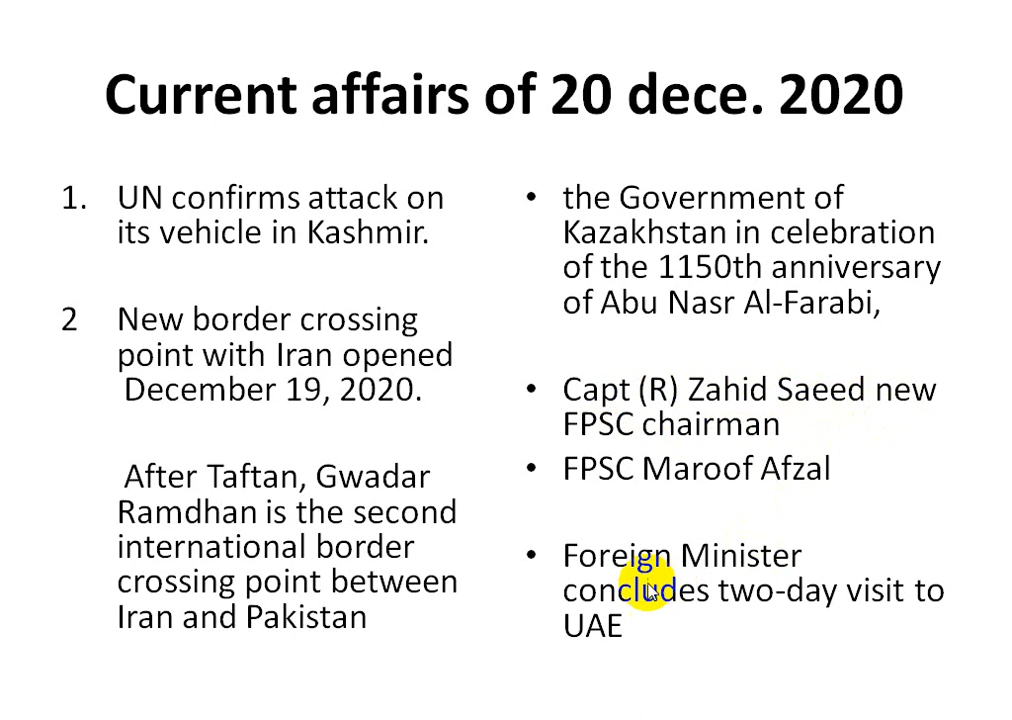 Current affairs of 20 dece. 2020
1. UN confirms attack on
its vehicle in Kashmir.
2 New border crossing
point with Iran opened
December 19, 2020.
After Taftan, Gwadar
Ramdhan is the second
international border
crossing point between
Iran and Pakistan
• the Government of
Kazakhstan in celebration
of the 1150th anniversary
of Abu Nasr Al-Farabi,
• Capt (R) Zahid Saeed new
FPSC chairman
• FPSC Maroof Afzal
• Foreign Minister
concludes two-day visit to
UAE